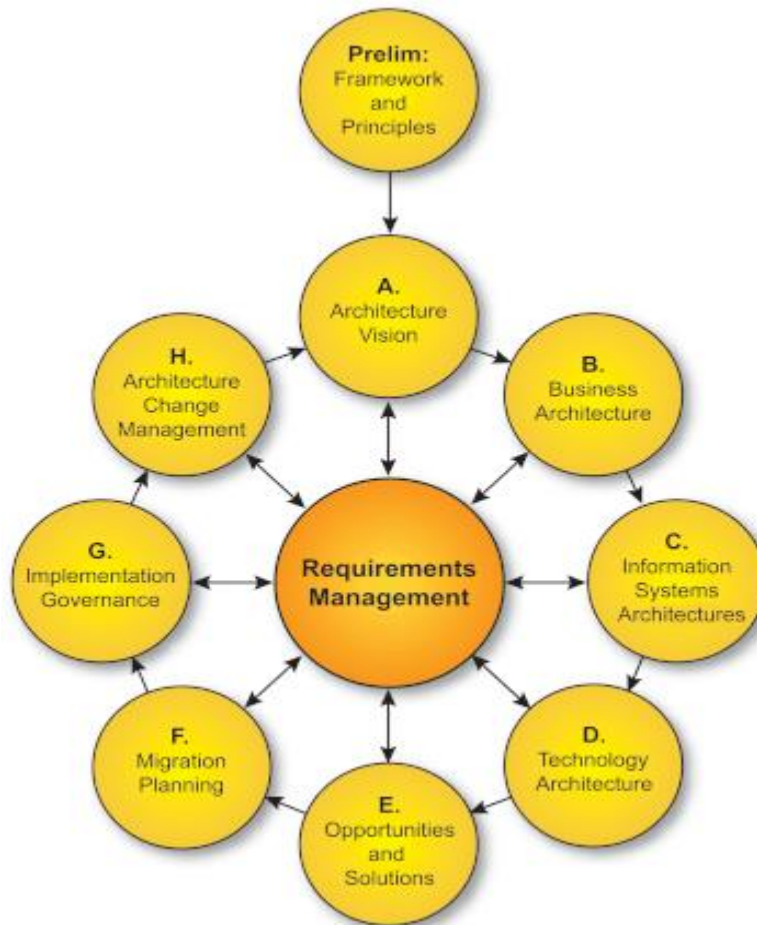 Prelim:
Framework
and
Principles
A.
Architecture
Vision
B.
Business
Architecture
C.
Information
Systems
Architectures
D.
Technology
Architecture
E.
Opportunities
and
Solutions
F.
Migration
Planning
G.
Implementation
Governance
H.
Architecture
Change
Management
Requirements
Management